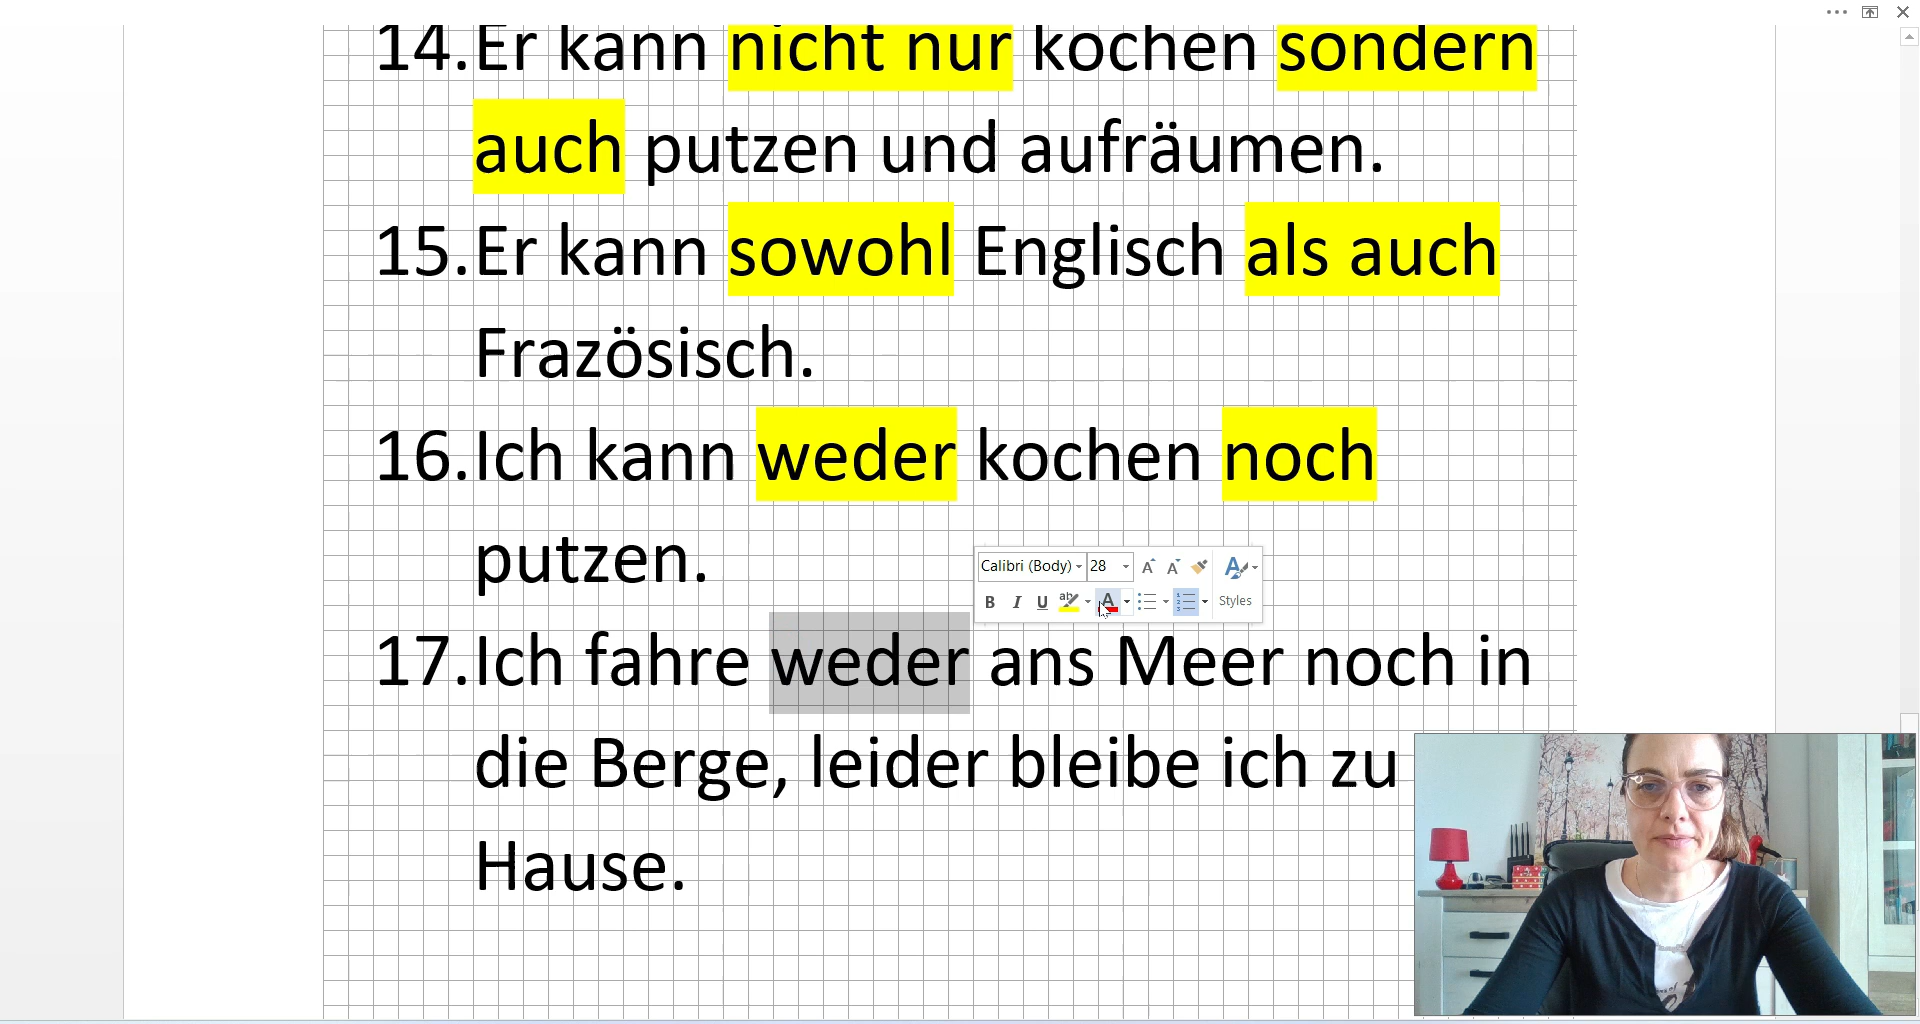 14.Er kann nicht nur kochen sondern
auch putzen und aufräumen.
15.Er kann sowohl Englisch als auch
Frazösisch.
16.Ich kann weder kochen noch
putzen.
Calibri (Body) 28
B I U ab A Styles
17.Ich fahre weder ans Meer noch in
die Berge, leider bleibe ich zu
Hause.